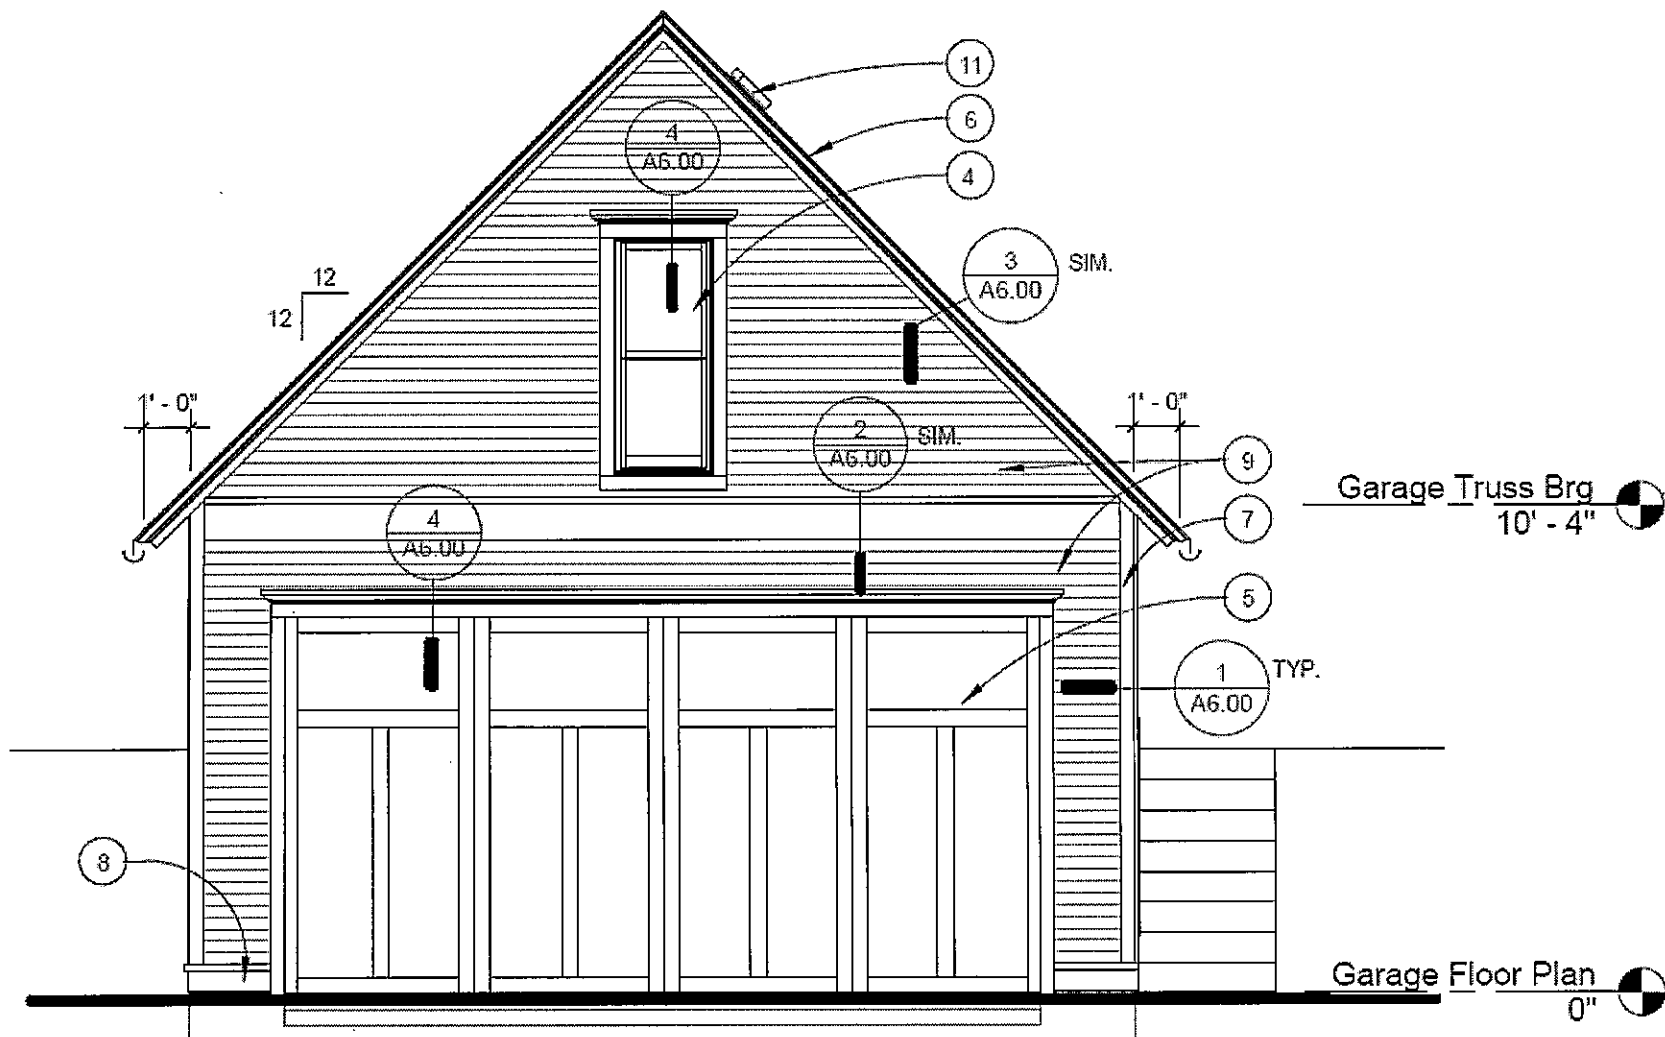 11
6
4
A6.00
4
3
A6.00
SIM.
12
12
1' - 0"
1' - 0"
2
A6.00
SIM.
9
Garage Truss Brg
10' - 4"
4
A6.00
7
5
1
A6.00
TYP.
8
Garage Floor Plan
0"